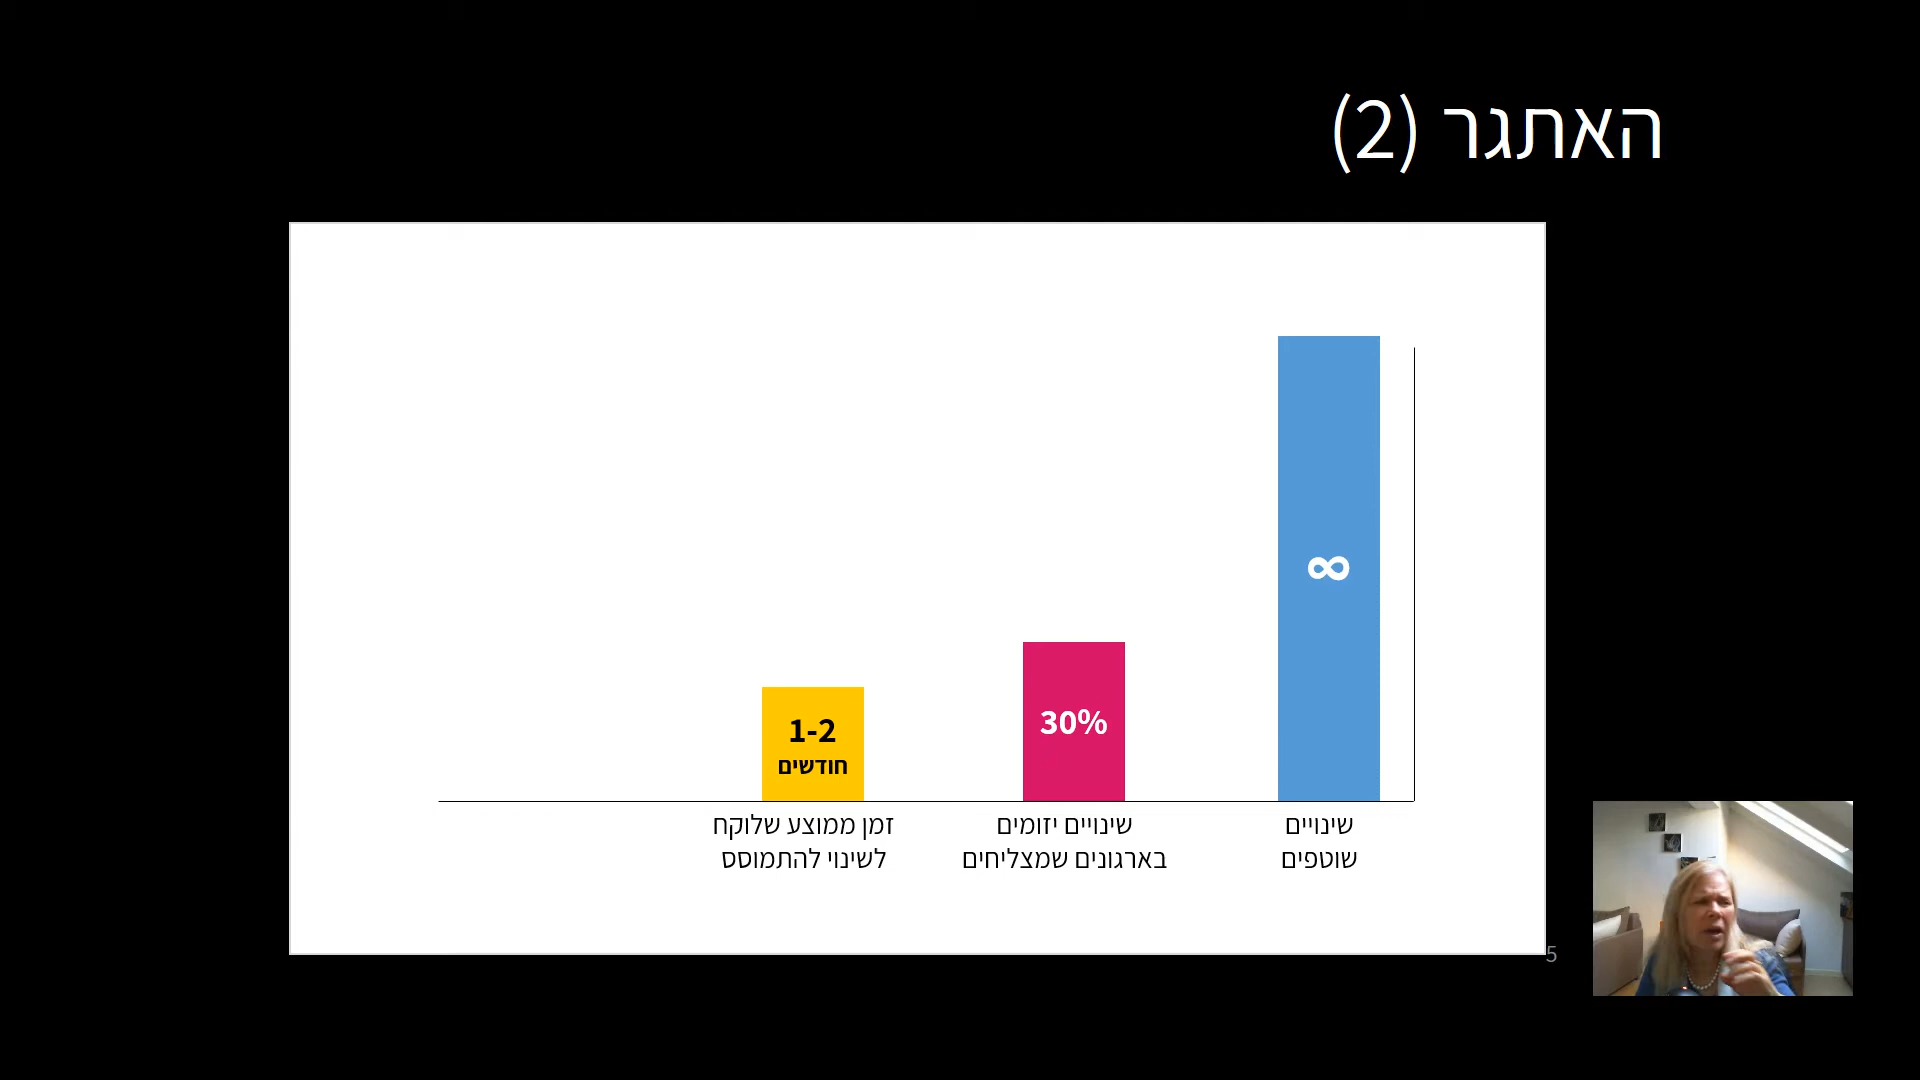 האתגר (2)
∞
30%
1-2
חודשים
שינויים
שוטפים
שינויים יזומים
בארגונים שמצליחים
זמן ממוצע שלוקח
לשינוי להתמוסס
5